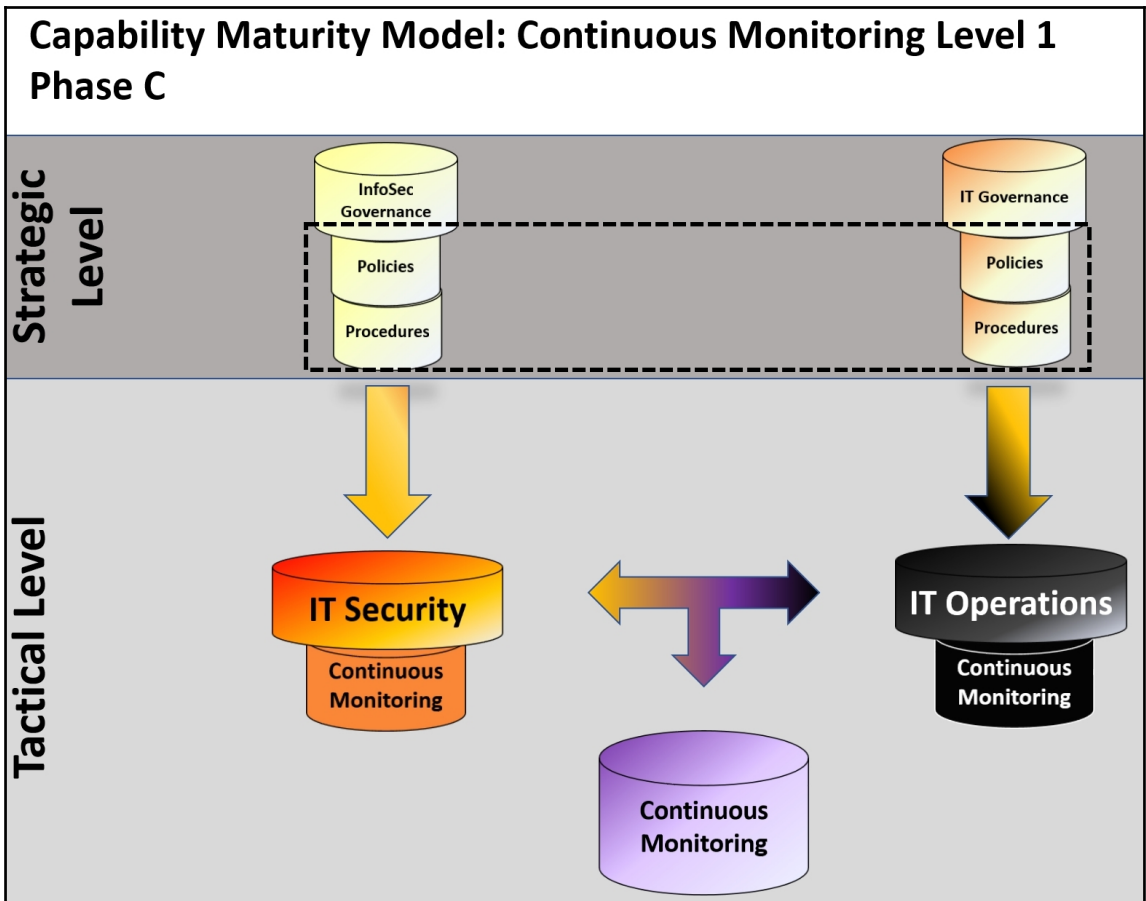 Capability Maturity Model: Continuous Monitoring Level 1
Phase C
Strategic
Level
InfoSec
Governance
Policies
Procedures
IT Governance
Policies
Procedures
Tactical Level
IT Security
Continuous
Monitoring
IT Operations
Continuous
Monitoring
Continuous
Monitoring